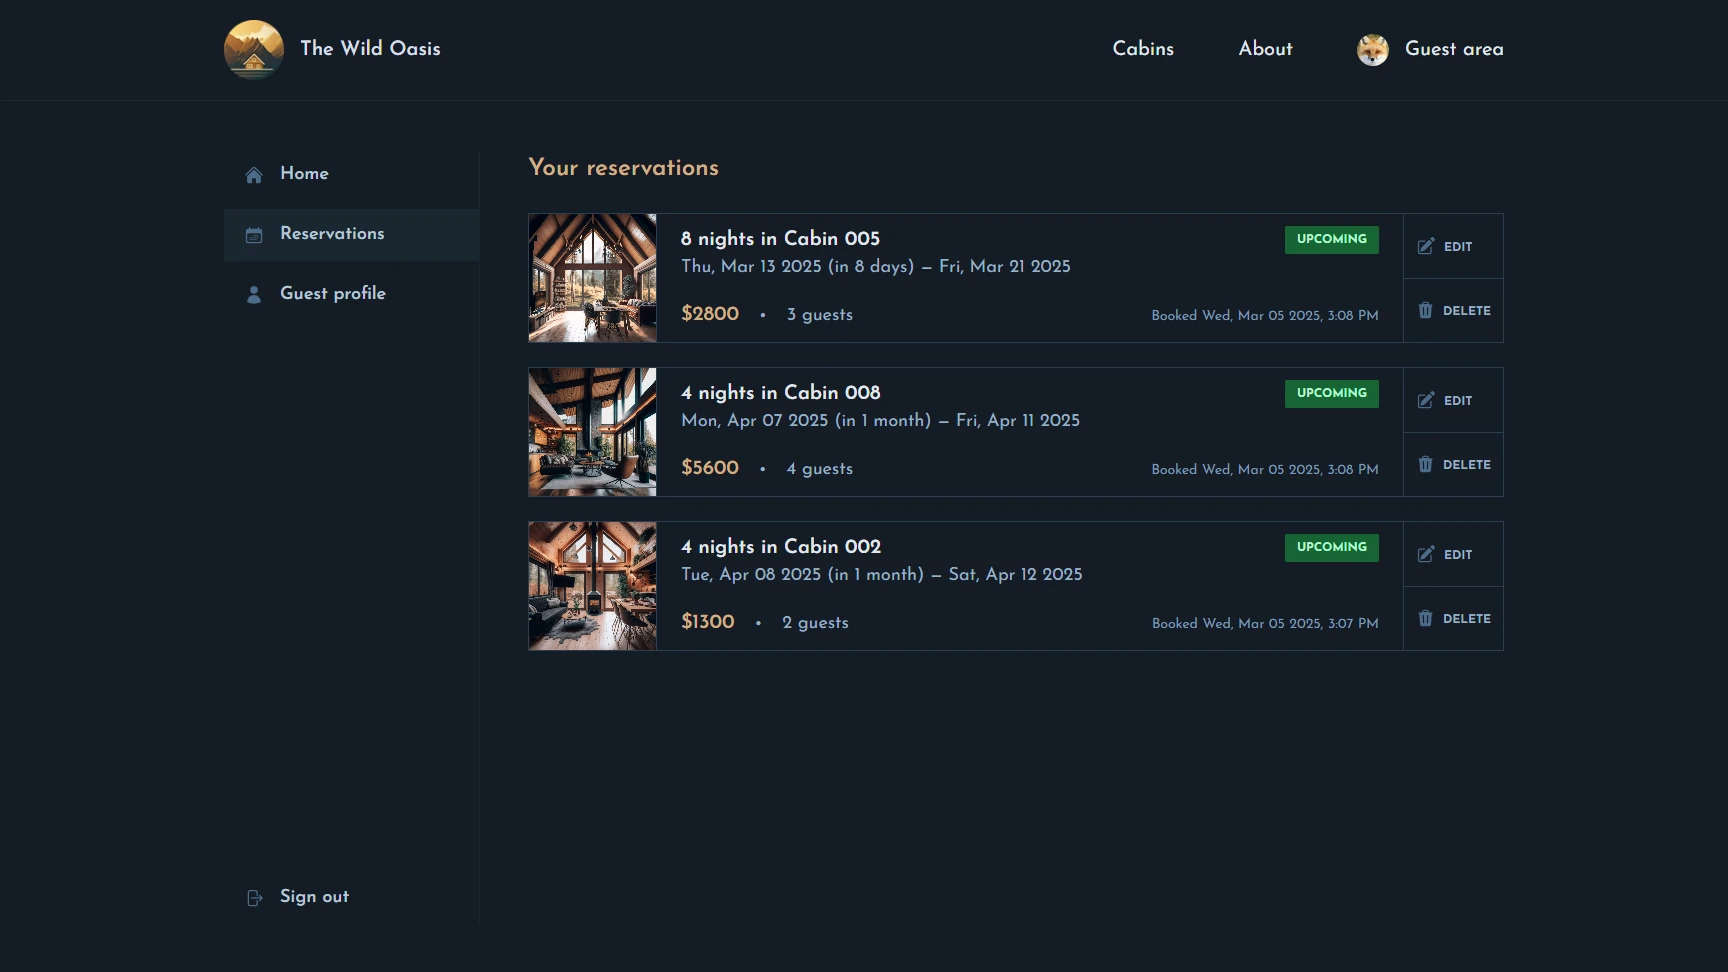 The Wild Oasis
Cabins
About
Guest area
Home
Reservations
Guest profile
Sign out
Your reservations
8 nights in Cabin 005
UPCOMING
Thu, Mar 13 2025 (in 8 days) — Fri, Mar 21 2025
$2800 • 3 guests
Booked Wed, Mar 05 2025, 3:08 PM
EDIT
DELETE
4 nights in Cabin 008
UPCOMING
Mon, Apr 07 2025 (in 1 month) — Fri, Apr 11 2025
$5600 • 4 guests
Booked Wed, Mar 05 2025, 3:08 PM
EDIT
DELETE
4 nights in Cabin 002
UPCOMING
Tue, Apr 08 2025 (in 1 month) — Sat, Apr 12 2025
$1300 • 2 guests
Booked Wed, Mar 05 2025, 3:07 PM
EDIT
DELETE